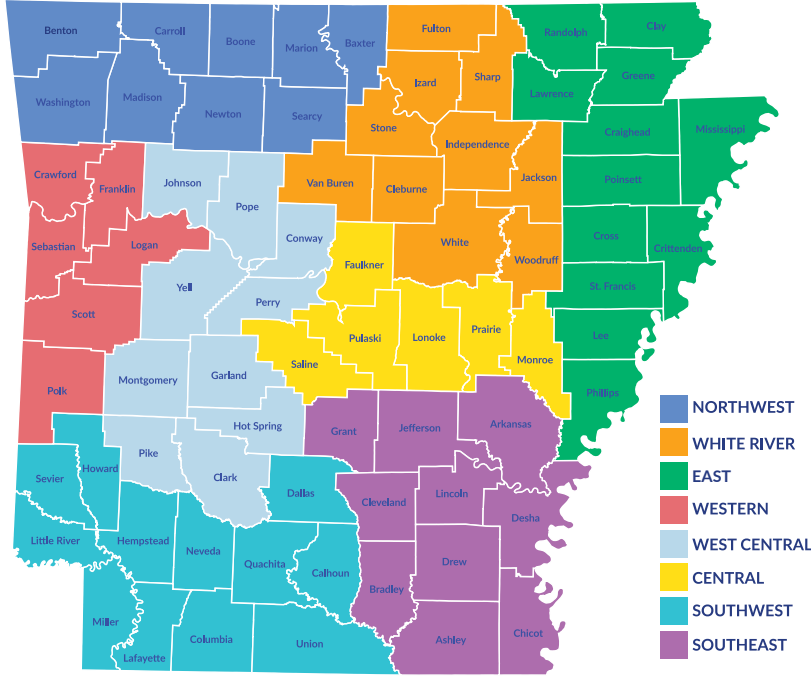 Benton
Carroll
Boone
Marion
Baxter
Fulton
Randolph
Clay
Washington
Madison
Newton
Searcy
Izard
Sharp
Lawrence
Greene
Stone
Independence
Craighead
Mississippi
Crawford
Franklin
Johnson
Pope
Van Buren
Cleburne
Jackson
Poinsett
Sebastian
Logan
Conway
White
Woodruff
Cross
Crittenden
Faulkner
Yell
Perry
St. Francis
Scott
Pulaski
Lonoke
Prairie
Monroe
Lee
Saline
Polk
Montgomery
Garland
Phillips
Hot Spring
Grant
Jefferson
Arkansas
Pike
Clark
Sevier
Howard
Dallas
Cleveland
Lincoln
Desha
Little River
Hempstead
Neveda
Quachita
Calhoun
Bradley
Drew
Miller
Lafayette
Columbia
Union
Ashley
Chicot
NORTHWEST
WHITE RIVER
EAST
WESTERN
WEST CENTRAL
CENTRAL
SOUTHWEST
SOUTHEAST